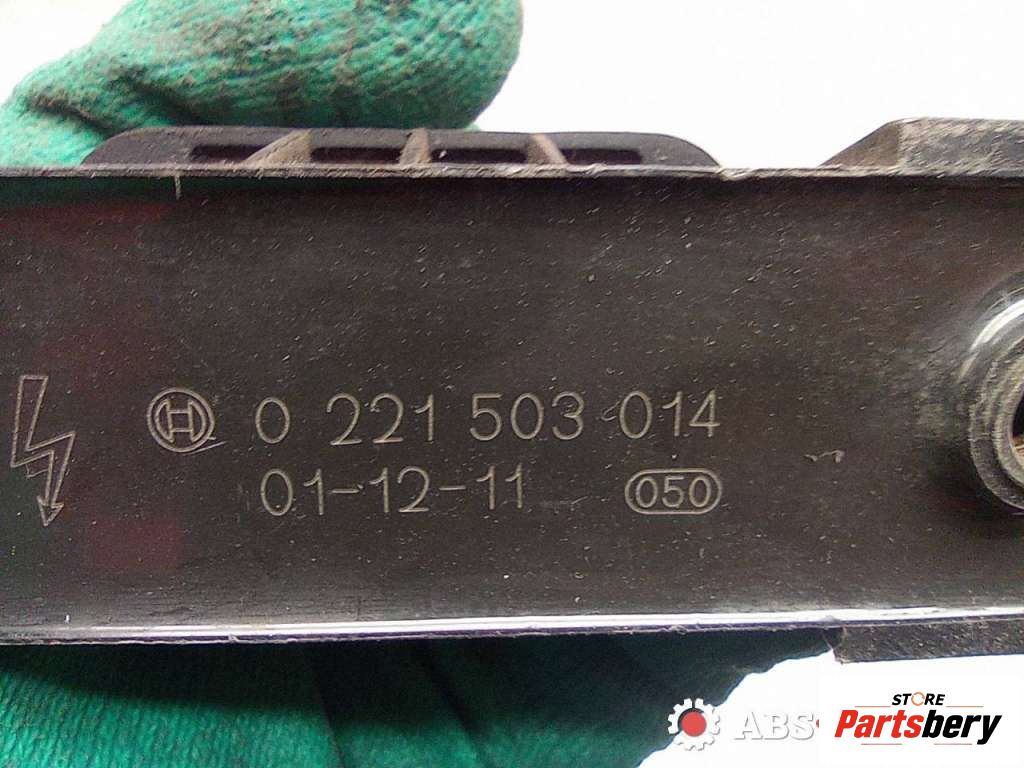 0 221 503 014
01-12-11 050
ABS
STORE
Partsbery